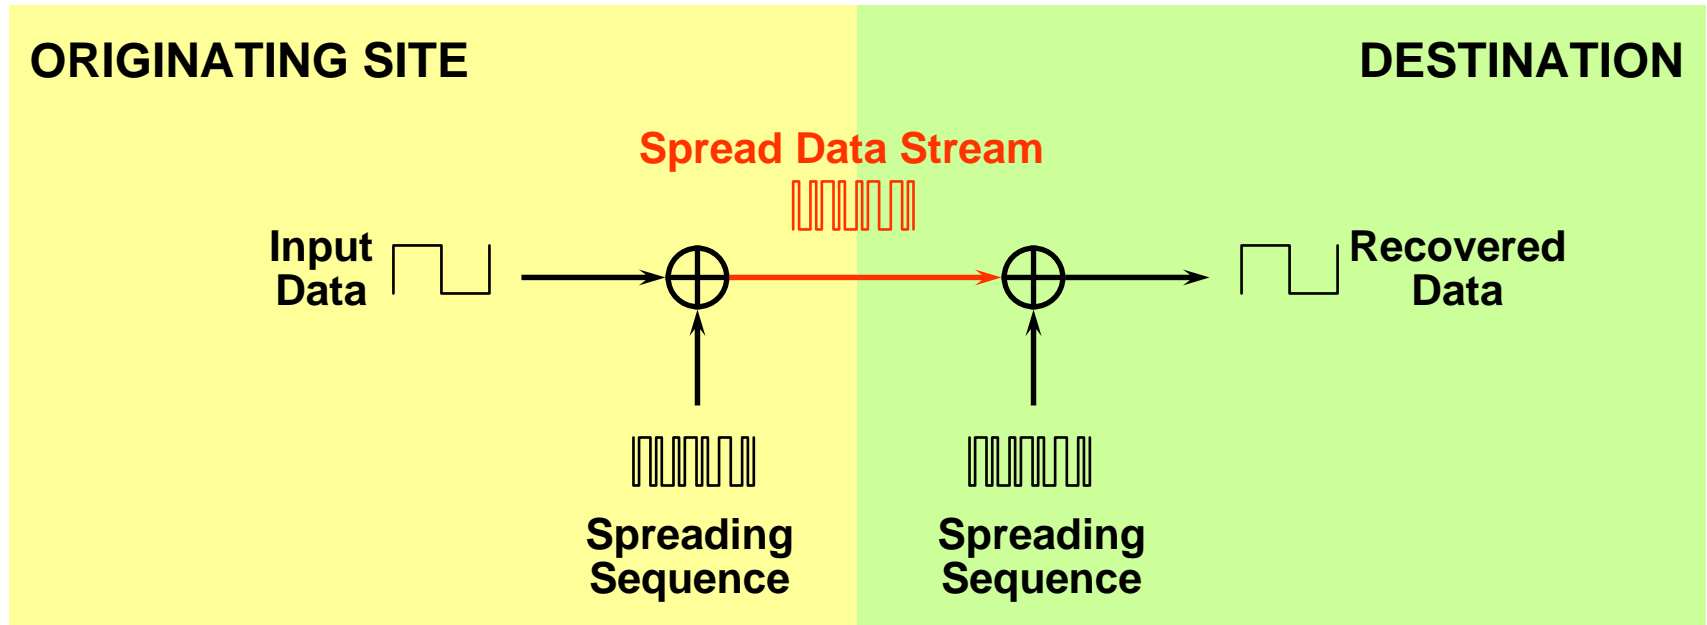 ORIGINATING SITE
DESTINATION
Spread Data Stream
Input
Data
Recovered
Data
Spreading
Sequence
Spreading
Sequence